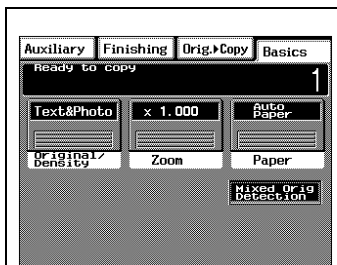 Auxiliary Finishing Orig.▸Copy Basics
Ready to copy
1
Text&Photo x 1.000 Auto
Paper
Original/
Density Zoom Paper
Mixed Orig
Detection